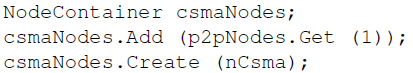 NodeContainer csmaNodes;
csmaNodes.Add (p2pNodes.Get (1));
csmaNodes.Create (nCsma);